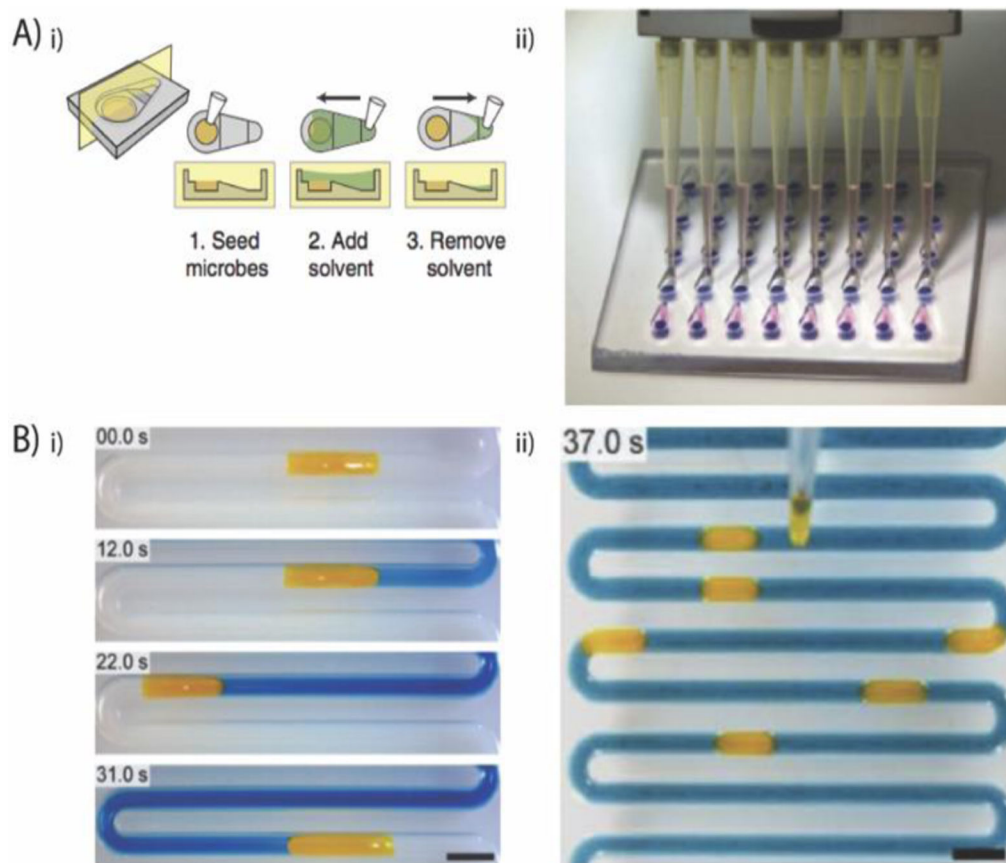 A) i)
ii)
1. Seed
microbes
2. Add
solvent
3. Remove
solvent
B) i)
00.0 s
12.0 s
22.0 s
31.0 s
ii)
37.0 s